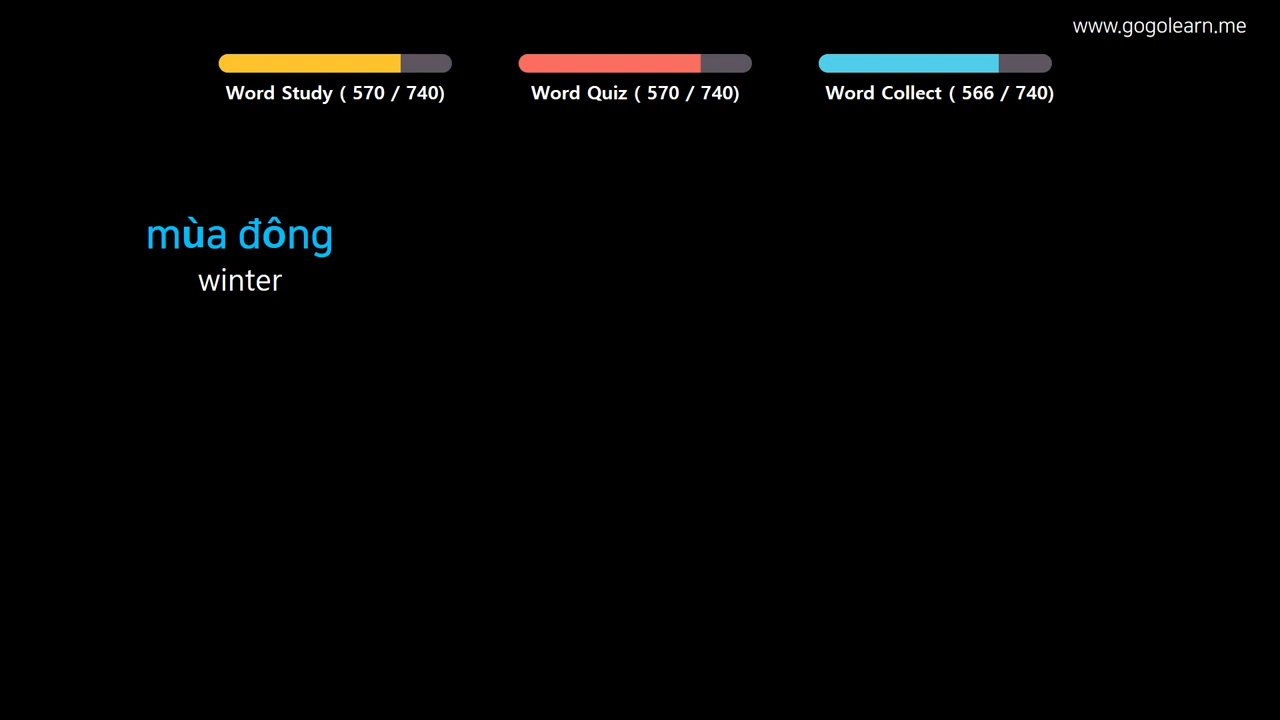 www.gogolearn.me
Word Study ( 570 / 740)
Word Quiz ( 570 / 740)
Word Collect ( 566 / 740)
mùa đông
winter